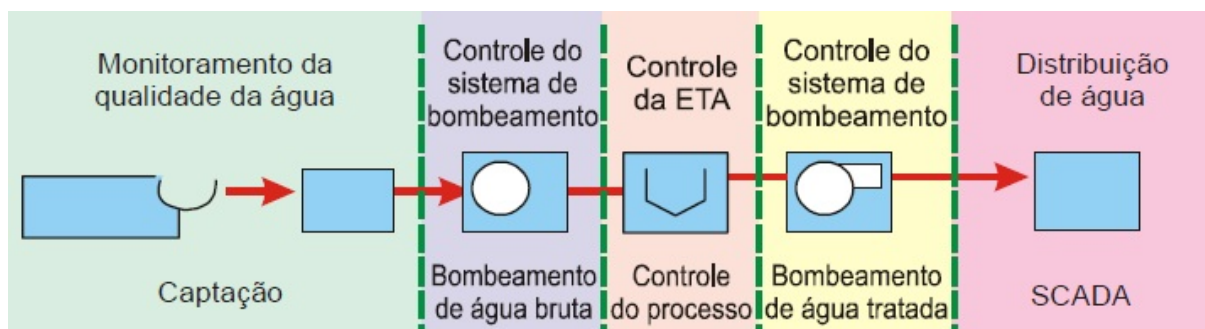 Monitoramento da
qualidade da água
Controle do
sistema de
bombeamento
Controle
da ETA
Controle do
sistema de
bombeamento
Distribuição
de água
Captação
Bombeamento
de água bruta
Controle
do processo
Bombeamento
de água tratada
SCADA